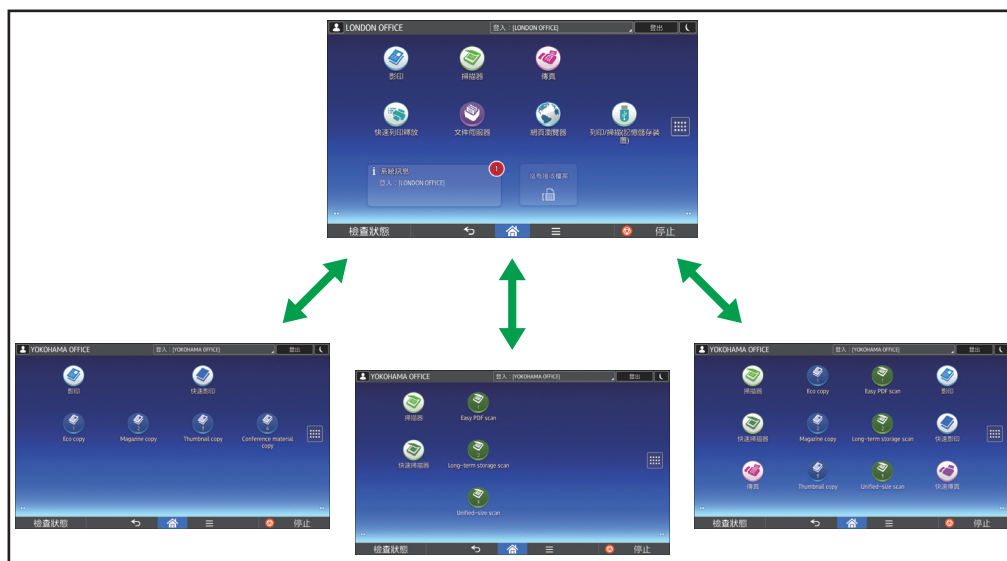 LONDON OFFICE
登入：[LONDON OFFICE]
登出
影印
掃描器
傳真
快速列印釋放
文件伺服器
網頁瀏覽器
列印/掃描(記憶儲存裝
置)
系統訊息
1
登入：[LONDON OFFICE]
沒有接收檔案
檢查狀態
停止
YOKOHAMA OFFICE
登入：[YOKOHAMA OFFICE]
登出
影印
快速影印
Eco copy
Magazine copy
Thumbnail copy
Conference material
copy
檢查狀態
停止
YOKOHAMA OFFICE
登入：[YOKOHAMA OFFICE]
登出
掃描器
Easy PDF scan
快速掃描器
Long-term storage scan
Unified-size scan
檢查狀態
停止
YOKOHAMA OFFICE
登入：[YOKOHAMA OFFICE]
登出
掃描器
Eco copy
Easy PDF scan
影印
快速掃描器
Magazine copy
Long-term storage scan
快速影印
傳真
Thumbnail copy
Unified-size scan
快速傳真
檢查狀態
停止